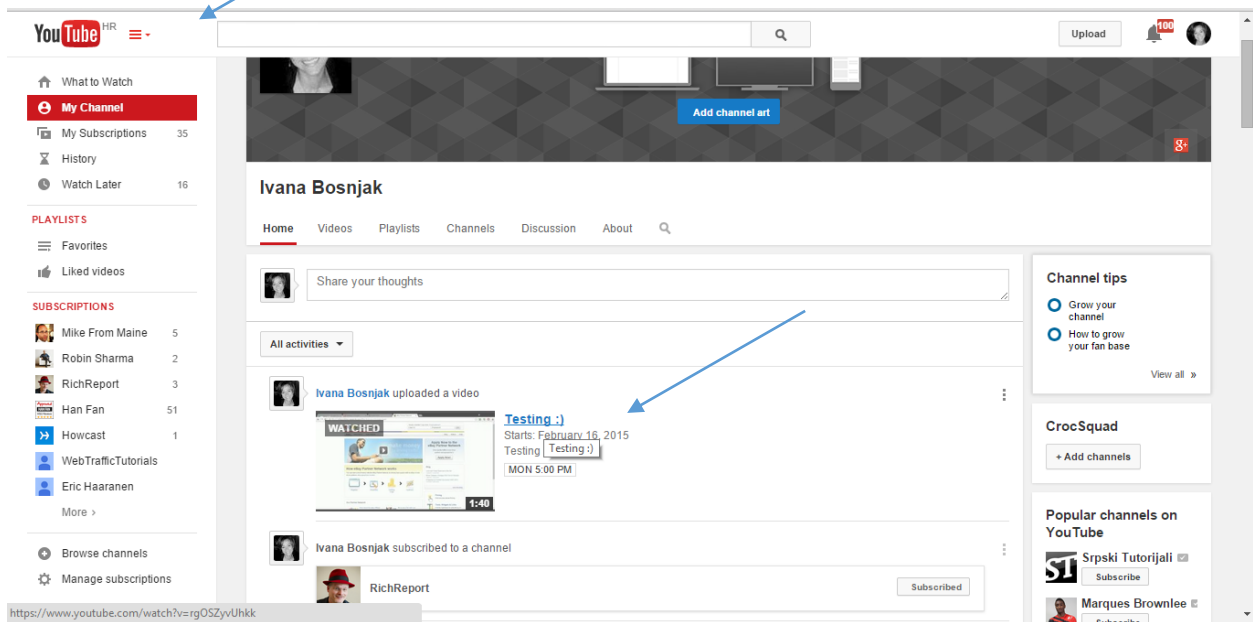 YouTube HR
Upload
100
What to Watch
My Channel
My Subscriptions 35
History
Watch Later 16
PLAYLISTS
Favorites
Liked videos
SUBSCRIPTIONS
Mike From Maine 5
Robin Sharma 2
RichReport 3
Han Fan 51
Howcast 1
WebTrafficTutorials
Eric Haaranen
More ›
Browse channels
Manage subscriptions
Add channel art
g+
Ivana Bosnjak
Home Videos Playlists Channels Discussion About
Share your thoughts
All activities
Ivana Bosnjak uploaded a video
WATCHED
1:40
Testing :)
Starts: February 16, 2015
Testing
Testing :)
MON 5:00 PM
Ivana Bosnjak subscribed to a channel
RichReport
Subscribed
Channel tips
Grow your
channel
How to grow
your fan base
View all »
CrocSquad
+ Add channels
Popular channels on
YouTube
ST
Srpski Tutorijali
Subscribe
Marques Brownlee
Subscribe
https://www.youtube.com/watch?v=rgOSZyvUhkk